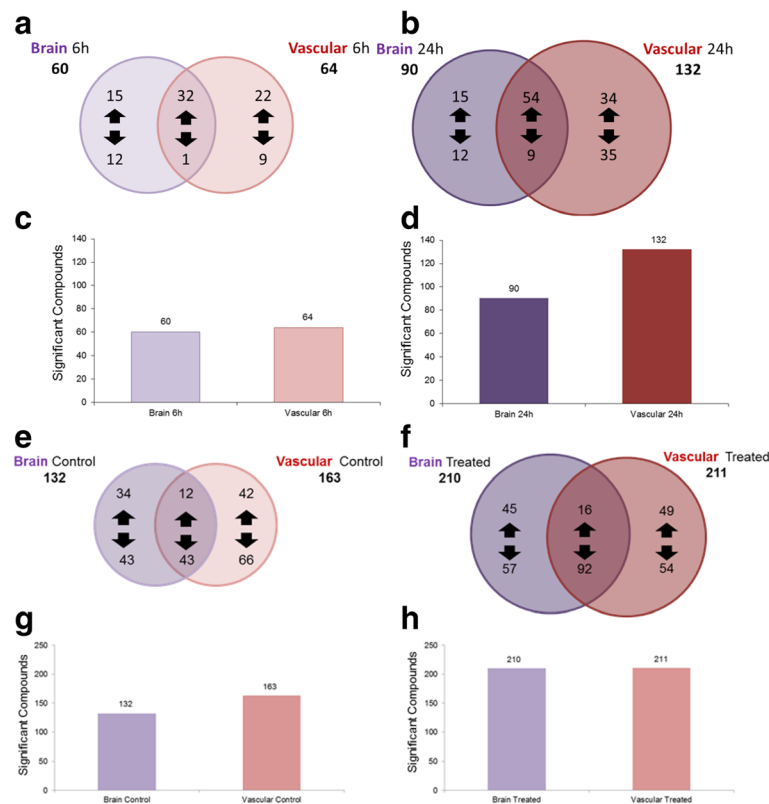 a
Brain 6h
60
Vascular 6h
64
15
32
22
12
1
9
b
Brain 24h
90
Vascular 24h
132
15
54
34
12
9
35
c
Significant Compounds
140
120
100
80
60
40
20
0
60
64
Brain 6h
Vascular 6h
d
Significant Compounds
140
120
100
80
60
40
20
0
90
132
Brain 24h
Vascular 24h
e
Brain Control
132
Vascular Control
163
34
12
42
43
43
66
f
Brain Treated
210
Vascular Treated
211
45
16
49
57
92
54
g
Significant Compounds
250
200
150
100
50
0
132
163
Brain Control
Vascular Control
h
Significant Compounds
250
200
150
100
50
0
210
211
Brain Treated
Vascular Treated